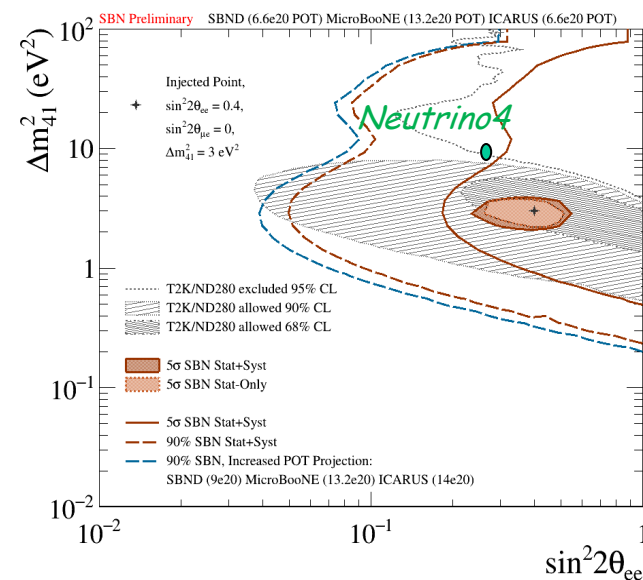 SBN Preliminary SBND (6.6e20 POT) MicroBooNE (13.2e20 POT) ICARUS (6.6e20 POT)
Δm²₄₁ (eV²)
10²
10
1
10⁻¹
10⁻²
Injected Point,
sin²2θₑₑ = 0.4,
sin²2θμₑ = 0,
Δm²₄₁ = 3 eV²
Neutrino4
T2K/ND280 excluded 95% CL
T2K/ND280 allowed 90% CL
T2K/ND280 allowed 68% CL
5σ SBN Stat+Syst
5σ SBN Stat-Only
5σ SBN Stat+Syst
90% SBN Stat+Syst
90% SBN, Increased POT Projection:
SBND (9e20) MicroBooNE (13.2e20) ICARUS (14e20)
10⁻² 10⁻¹ 1
sin²2θₑₑ